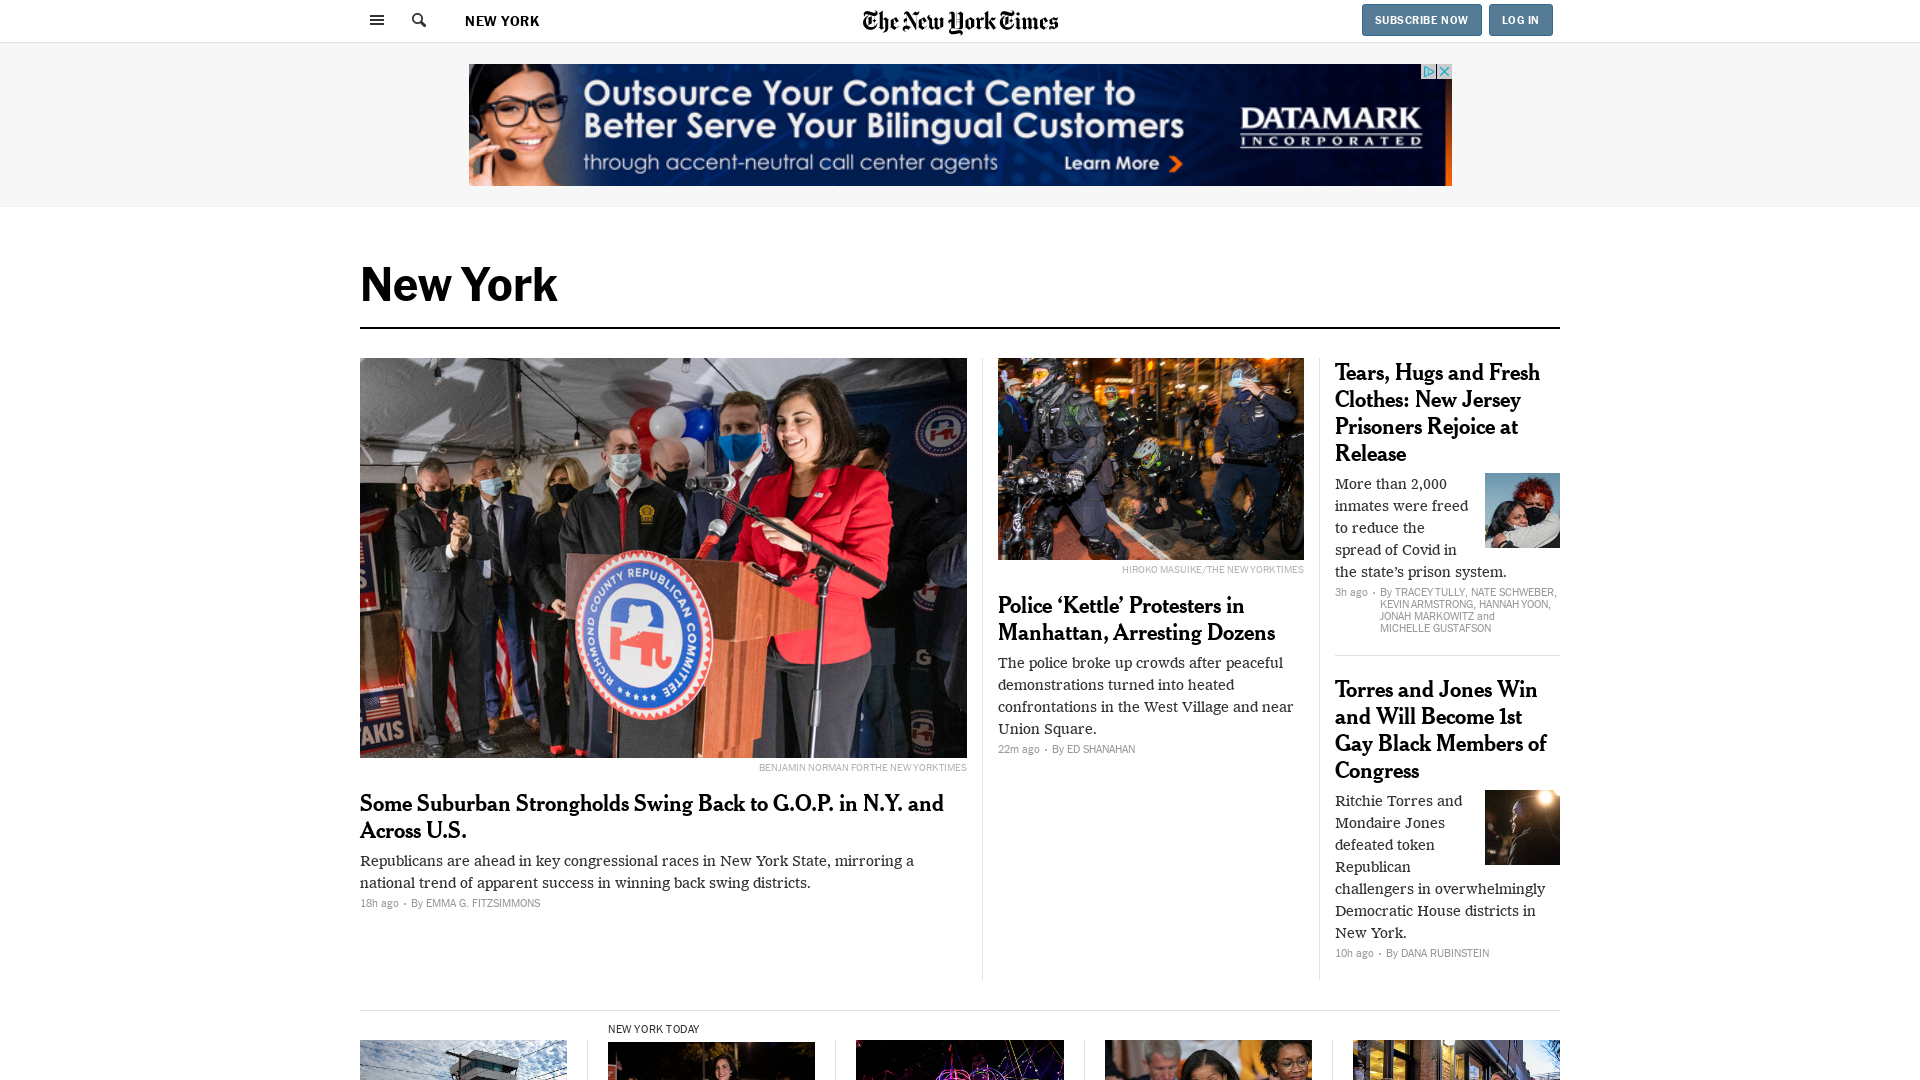 NEW YORK
The New York Times
SUBSCRIBE NOW
LOG IN
Outsource Your Contact Center to
Better Serve Your Bilingual Customers
through accent-neutral call center agents
Learn More
DATAMARK
INCORPORATED
New York
RICHMOND COUNTY REPUBLICAN COMMITTEE
AKIS
BENJAMIN NORMAN FOR THE NEW YORK TIMES
Some Suburban Strongholds Swing Back to G.O.P. in N.Y. and
Across U.S.
Republicans are ahead in key congressional races in New York State, mirroring a
national trend of apparent success in winning back swing districts.
18h ago • By EMMA G. FITZSIMMONS
HIROKO MASUIKE/THE NEW YORK TIMES
Police ‘Kettle’ Protesters in
Manhattan, Arresting Dozens
The police broke up crowds after peaceful
demonstrations turned into heated
confrontations in the West Village and near
Union Square.
22m ago • By ED SHANAHAN
Tears, Hugs and Fresh
Clothes: New Jersey
Prisoners Rejoice at
Release
More than 2,000
inmates were freed
to reduce the
spread of Covid in
the state’s prison system.
3h ago • By TRACEY TULLY, NATE SCHWEBER,
KEVIN ARMSTRONG, HANNAH YOON,
JONAH MARKOWITZ and
MICHELLE GUSTAFSON
Torres and Jones Win
and Will Become 1st
Gay Black Members of
Congress
Ritchie Torres and
Mondaire Jones
defeated token
Republican
challengers in overwhelmingly
Democratic House districts in
New York.
10h ago • By DANA RUBINSTEIN
NEW YORK TODAY